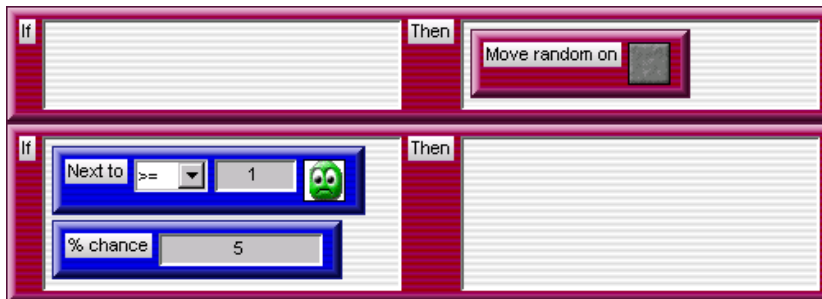 If
Then
Move random on
If
Then
Next to >= 1
% chance 5